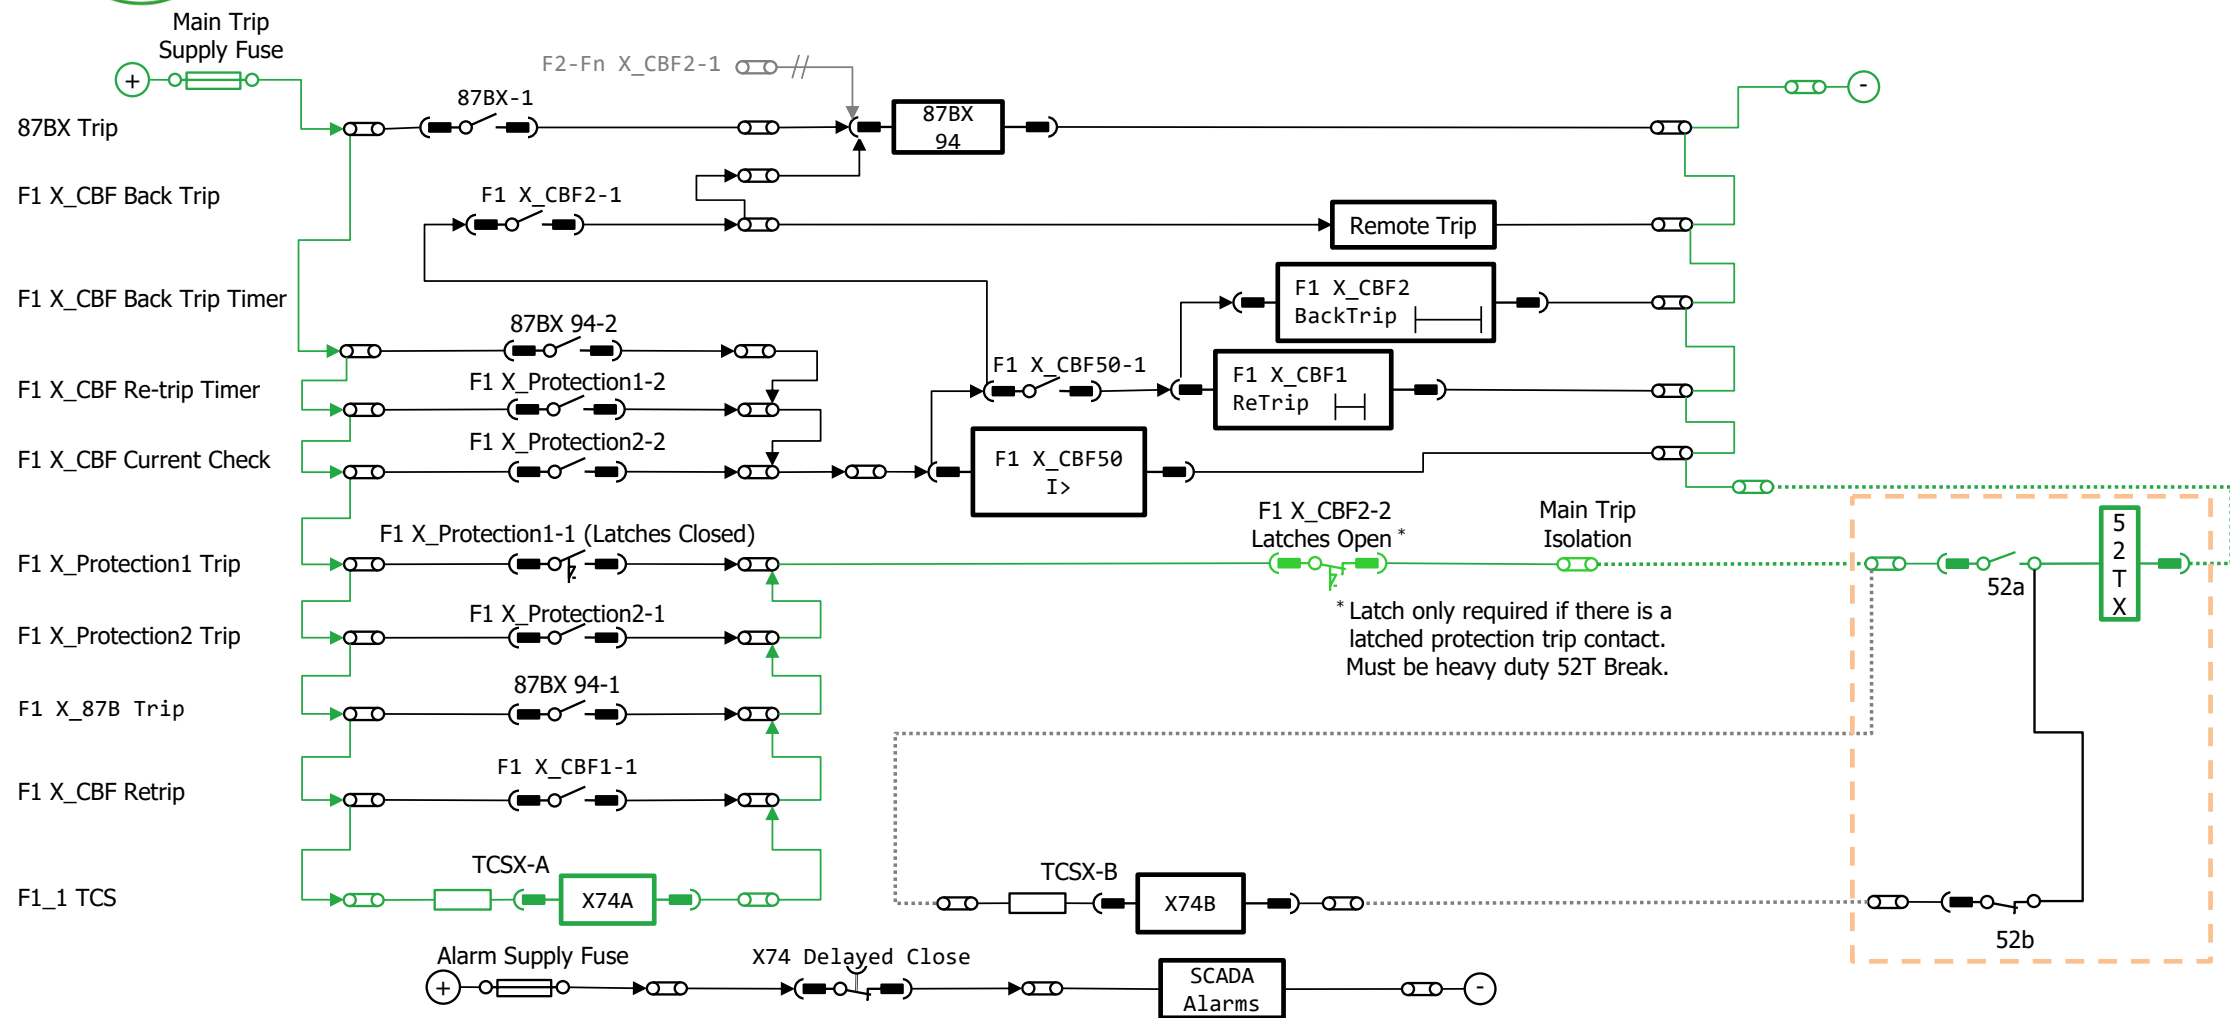 Main Trip
Supply Fuse
+
F2-Fn X_CBF2-1
-
87BX Trip
87BX-1
87BX
94
F1 X_CBF Back Trip
F1 X_CBF2-1
Remote Trip
F1 X_CBF Back Trip Timer
F1 X_CBF2
BackTrip
87BX 94-2
F1 X_CBF50-1
F1 X_CBF Re-trip Timer
F1 X_Protection1-2
F1 X_CBF1
ReTrip
F1 X_CBF Current Check
F1 X_Protection2-2
F1 X_CBF50
I>
F1 X_Protection1 Trip
F1 X_Protection1-1 (Latches Closed)
F1 X_CBF2-2
Latches Open *
Main Trip
Isolation
52a
5
2
T
X
* Latch only required if there is a
latched protection trip contact.
Must be heavy duty 52T Break.
F1 X_Protection2 Trip
F1 X_Protection2-1
F1 X_87B Trip
87BX 94-1
F1 X_CBF Retrip
F1 X_CBF1-1
F1_1 TCS
TCSX-A
X74A
TCSX-B
X74B
52b
Alarm Supply Fuse
+
X74 Delayed Close
SCADA
Alarms
-